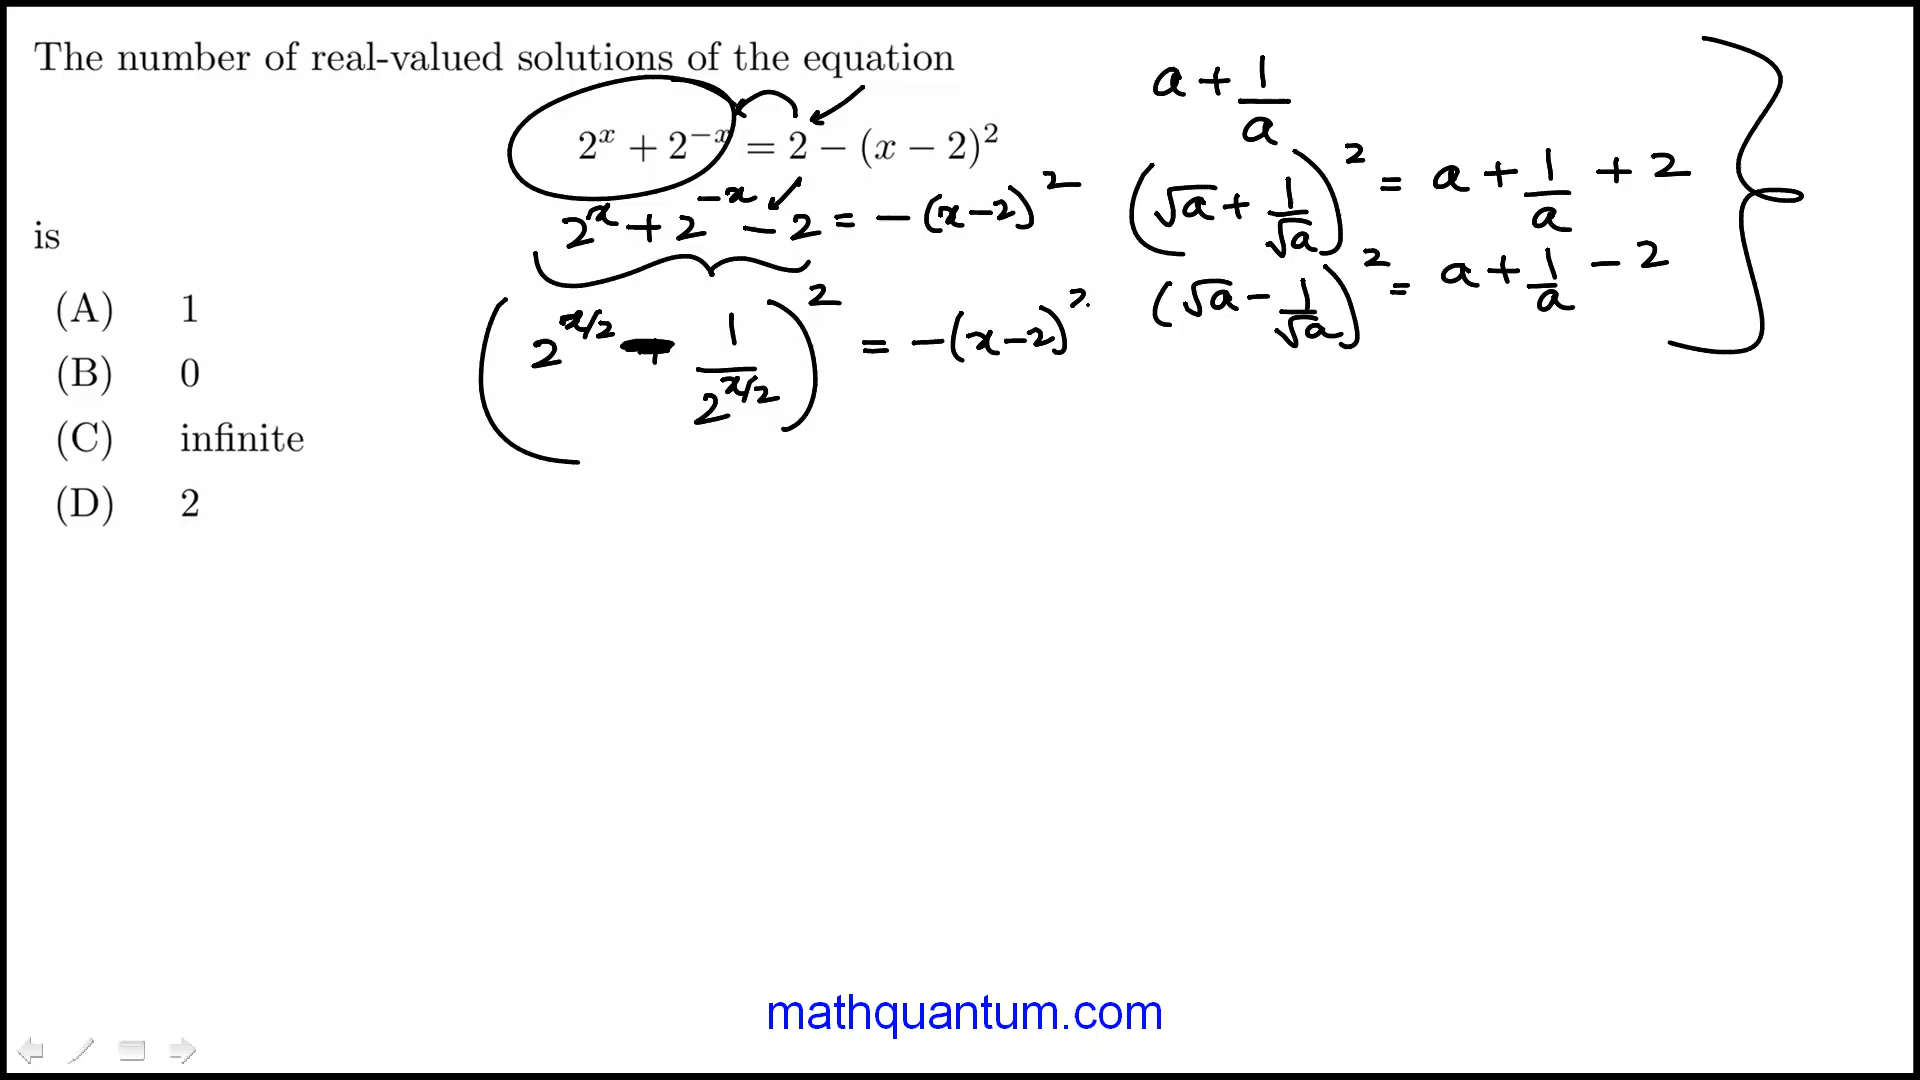 The number of real-valued solutions of the equation
2^x + 2^{-x} = 2 − (x − 2)^2
is
(A) 1
(B) 0
(C) infinite
(D) 2
2^x + 2^{-x} − 2 = −(x−2)^2
(2^{x/2} − 1/2^{x/2})^2 = −(x−2)^2
a + 1/a
(√a + 1/√a)^2 = a + 1/a + 2
(√a − 1/√a)^2 = a + 1/a − 2
mathquantum.com